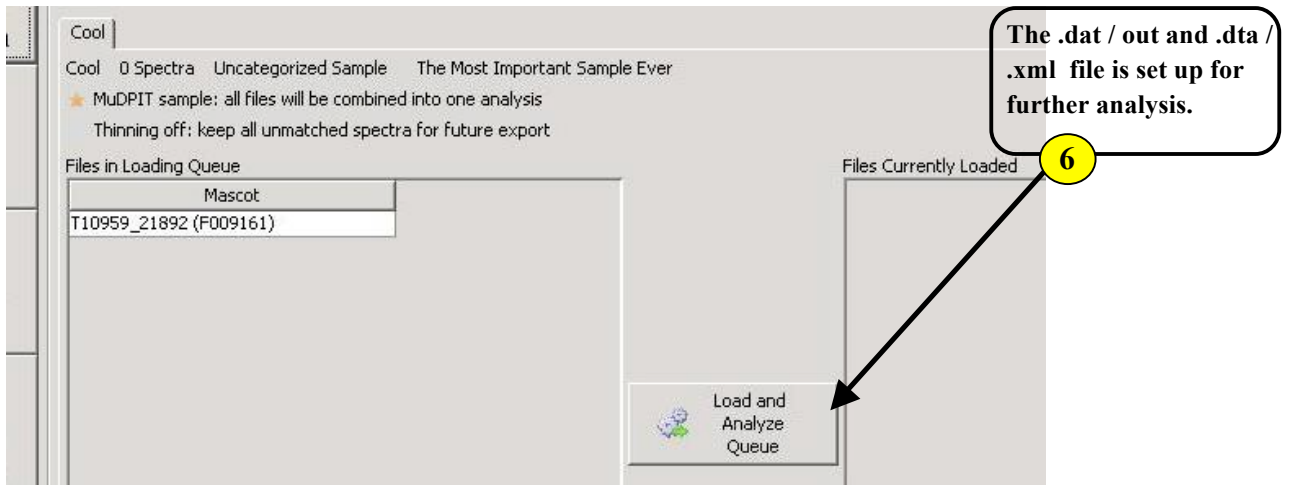 Cool
Cool 0 Spectra Uncategorized Sample The Most Important Sample Ever
MuDPIT sample: all files will be combined into one analysis
Thinning off: keep all unmatched spectra for future export
Files in Loading Queue
Mascot
T10959_21892 (F009161)
Load and
Analyze
Queue
Files Currently Loaded
The .dat / out and .dta /
.xml file is set up for
further analysis.
6